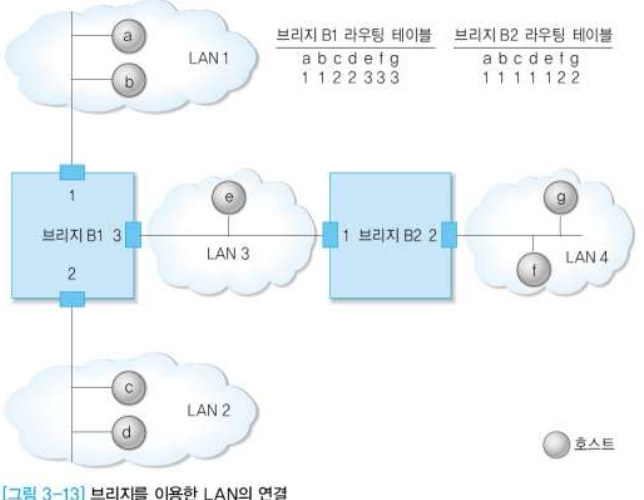 a
LAN 1
b
브리지 B1 라우팅 테이블
a b c d e f g
1 1 2 2 3 3 3
브리지 B2 라우팅 테이블
a b c d e f g
1 1 1 1 1 2 2
1
브리지 B1 3
2
e
LAN 3
1 브리지 B2 2
g
f
LAN 4
c
LAN 2
d
호스트
[그림 3-13] 브리지를 이용한 LAN의 연결